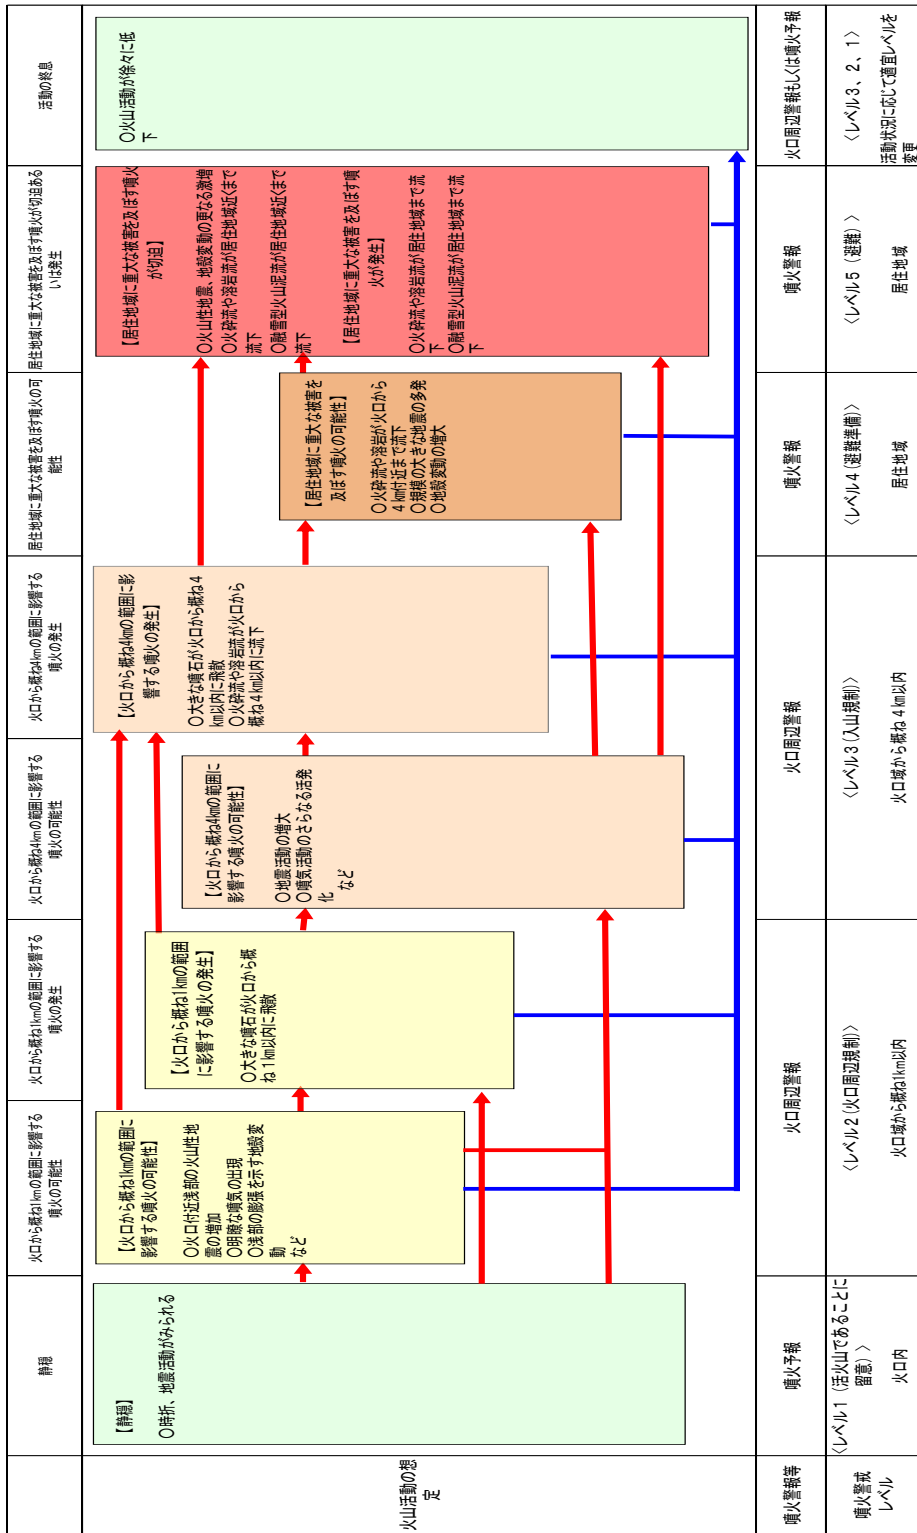 静穏
火口から概ね1kmの範囲に影響する
噴火の可能性
火口から概ね1kmの範囲に影響する
噴火の発生
火口から概ね4kmの範囲に影響する
噴火の可能性
火口から概ね4kmの範囲に影響する
噴火の発生
居住地域に重大な被害を及ぼす噴火の可
能性
居住地域に重大な被害を及ぼす噴火が切迫ある
いは発生
活動の終息
火山活動の想
定
【静穏】
○時折、地震活動がみられる
【火口から概ね1kmの範囲に
影響する噴火の可能性】
○火口付近浅部の火山性地
震の増加
○明瞭な噴気の出現
○浅部の膨張を示す地殻変
動
など
【火口から概ね1kmの範囲
に影響する噴火の発生】
○大きな噴石が火口から概
ね1km以内に飛散
【火口から概ね4kmの範囲に
影響する噴火の可能性】
○地震活動の増大
○噴気活動のさらなる活発
化
など
【火口から概ね4kmの範囲に影
響する噴火の発生】
○大きな噴石が火口から概ね4
km以内に飛散
○火砕流や溶岩流が火口から
概ね4km以内に流下
【居住地域に重大な被害を
及ぼす噴火の可能性】
○火砕流や溶岩が火口から
4km付近まで流下
○規模の大きな地震の多発
○地殻変動の増大
【居住地域に重大な被害を及ぼす噴火
が切迫】
○火山性地震、地殻変動の更なる激増
○火砕流や溶岩流が居住地域近くまで
流下
○融雪型火山泥流が居住地域近くまで
流下
【居住地域に重大な被害を及ぼす噴
火が発生】
○火砕流や溶岩流が居住地域まで流
下
○融雪型火山泥流が居住地域まで流
下
○火山活動が徐々に低
下
噴火警報等
噴火予報
火口周辺警報
火口周辺警報
噴火警報
噴火警報
火口周辺警報もしくは噴火予報
噴火警戒
レベル
＜レベル1（活火山であることに
留意）＞
火口内
＜レベル2(火口周辺規制)＞
火口域から概ね1km以内
＜レベル3(入山規制)＞
火口域から概ね4km以内
＜レベル4(避難準備)＞
居住地域
＜レベル5（避難）＞
居住地域
＜レベル3、2、1＞
活動状況に応じて適宜レベルを
変更